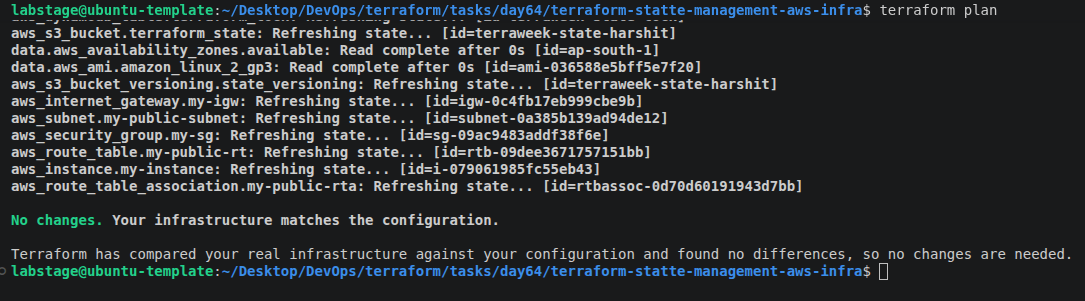 labstage@ubuntu-template:~/Desktop/DevOps/terraform/tasks/day64/terraform-statte-management-aws-infra$ terraform plan
aws_s3_bucket.terraform_state: Refreshing state... [id=terraweek-state-harshit]
data.aws_availability_zones.available: Read complete after 0s [id=ap-south-1]
data.aws_ami.amazon_linux_2_gp3: Read complete after 0s [id=ami-036588e5bff5e7f20]
aws_s3_bucket_versioning.state_versioning: Refreshing state... [id=terraweek-state-harshit]
aws_internet_gateway.my-igw: Refreshing state... [id=igw-0c4fb17eb999cbe9b]
aws_subnet.my-public-subnet: Refreshing state... [id=subnet-0a385b139ad94de12]
aws_security_group.my-sg: Refreshing state... [id=sg-09ac9483addf38f6e]
aws_route_table.my-public-rt: Refreshing state... [id=rtb-09dee3671757151bb]
aws_instance.my-instance: Refreshing state... [id=i-079061985fc55eb43]
aws_route_table_association.my-public-rta: Refreshing state... [id=rtbassoc-0d70d60191943d7bb]
No changes. Your infrastructure matches the configuration.
Terraform has compared your real infrastructure against your configuration and found no differences, so no changes are needed.
labstage@ubuntu-template:~/Desktop/DevOps/terraform/tasks/day64/terraform-statte-management-aws-infra$